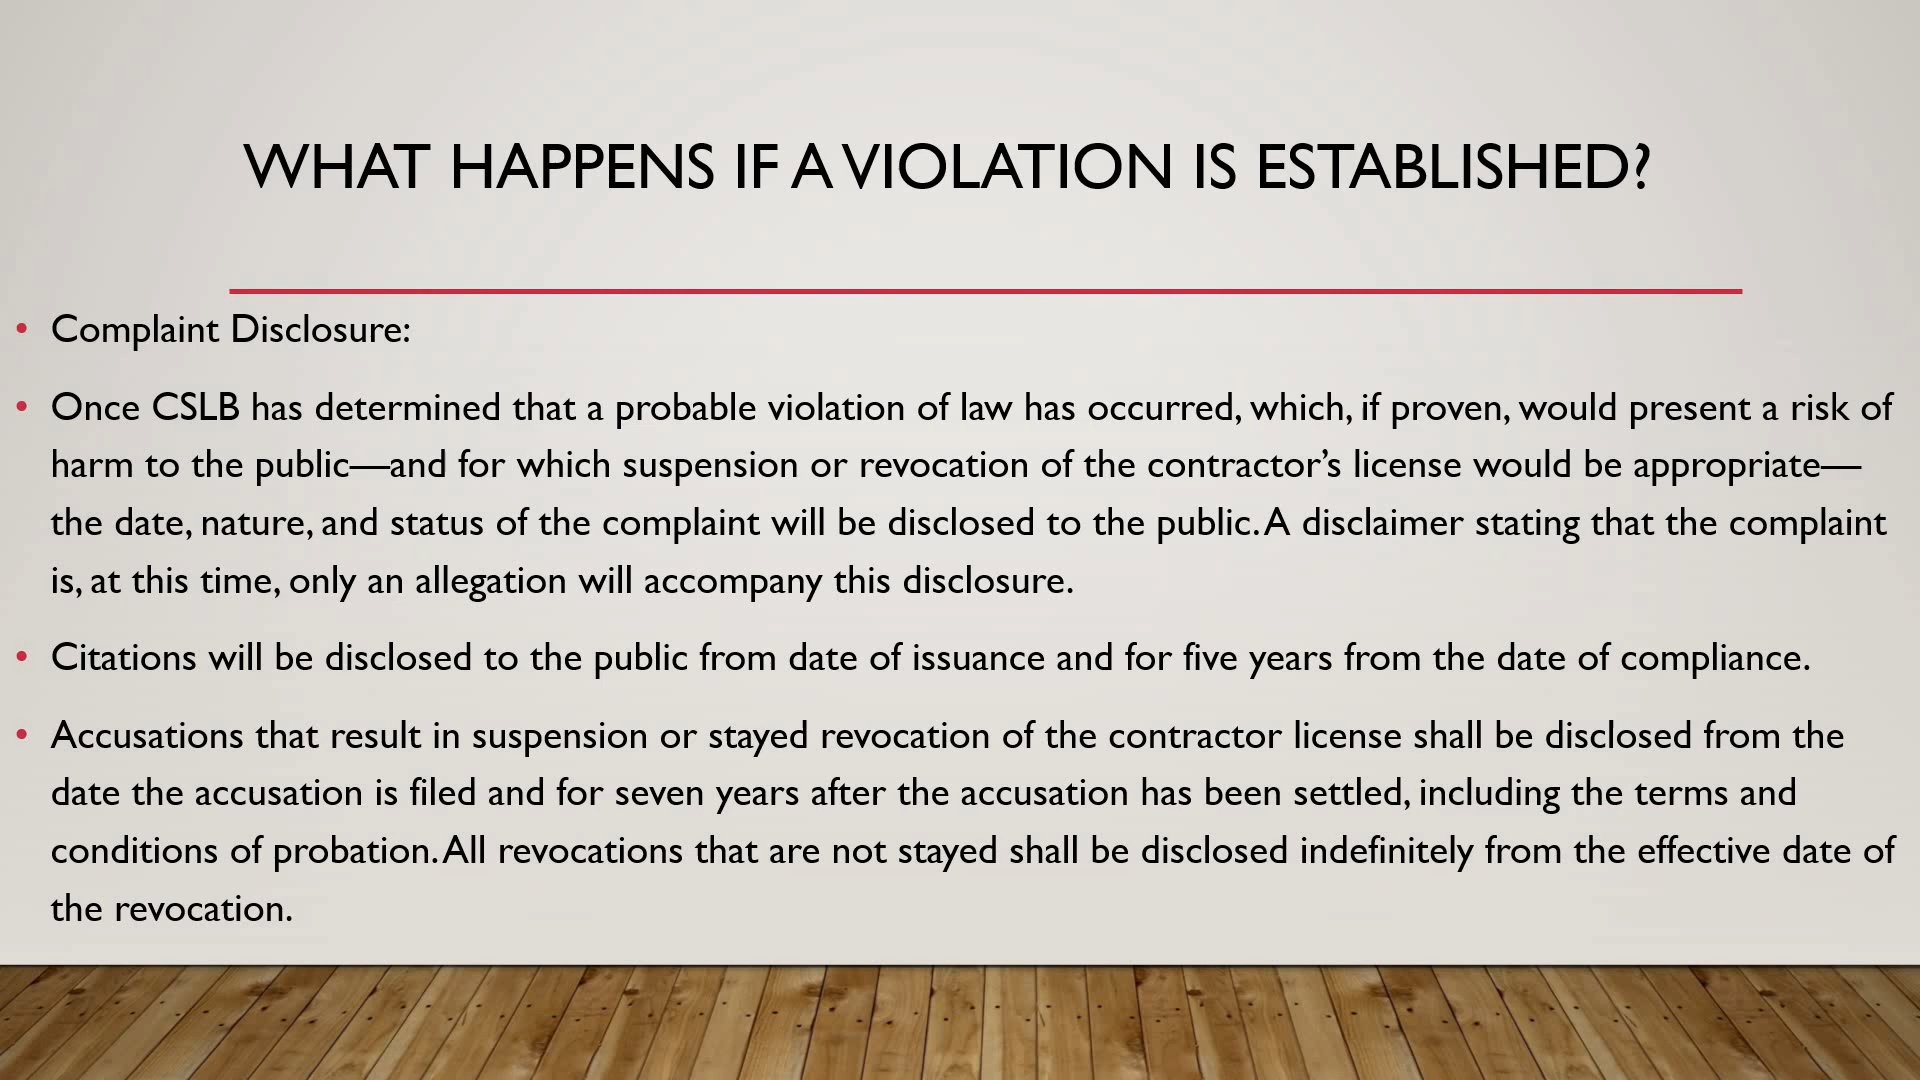 WHAT HAPPENS IF A VIOLATION IS ESTABLISHED?
• Complaint Disclosure:
• Once CSLB has determined that a probable violation of law has occurred, which, if proven, would present a risk of
harm to the public—and for which suspension or revocation of the contractor’s license would be appropriate—
the date, nature, and status of the complaint will be disclosed to the public. A disclaimer stating that the complaint
is, at this time, only an allegation will accompany this disclosure.
• Citations will be disclosed to the public from date of issuance and for five years from the date of compliance.
• Accusations that result in suspension or stayed revocation of the contractor license shall be disclosed from the
date the accusation is filed and for seven years after the accusation has been settled, including the terms and
conditions of probation. All revocations that are not stayed shall be disclosed indefinitely from the effective date of
the revocation.